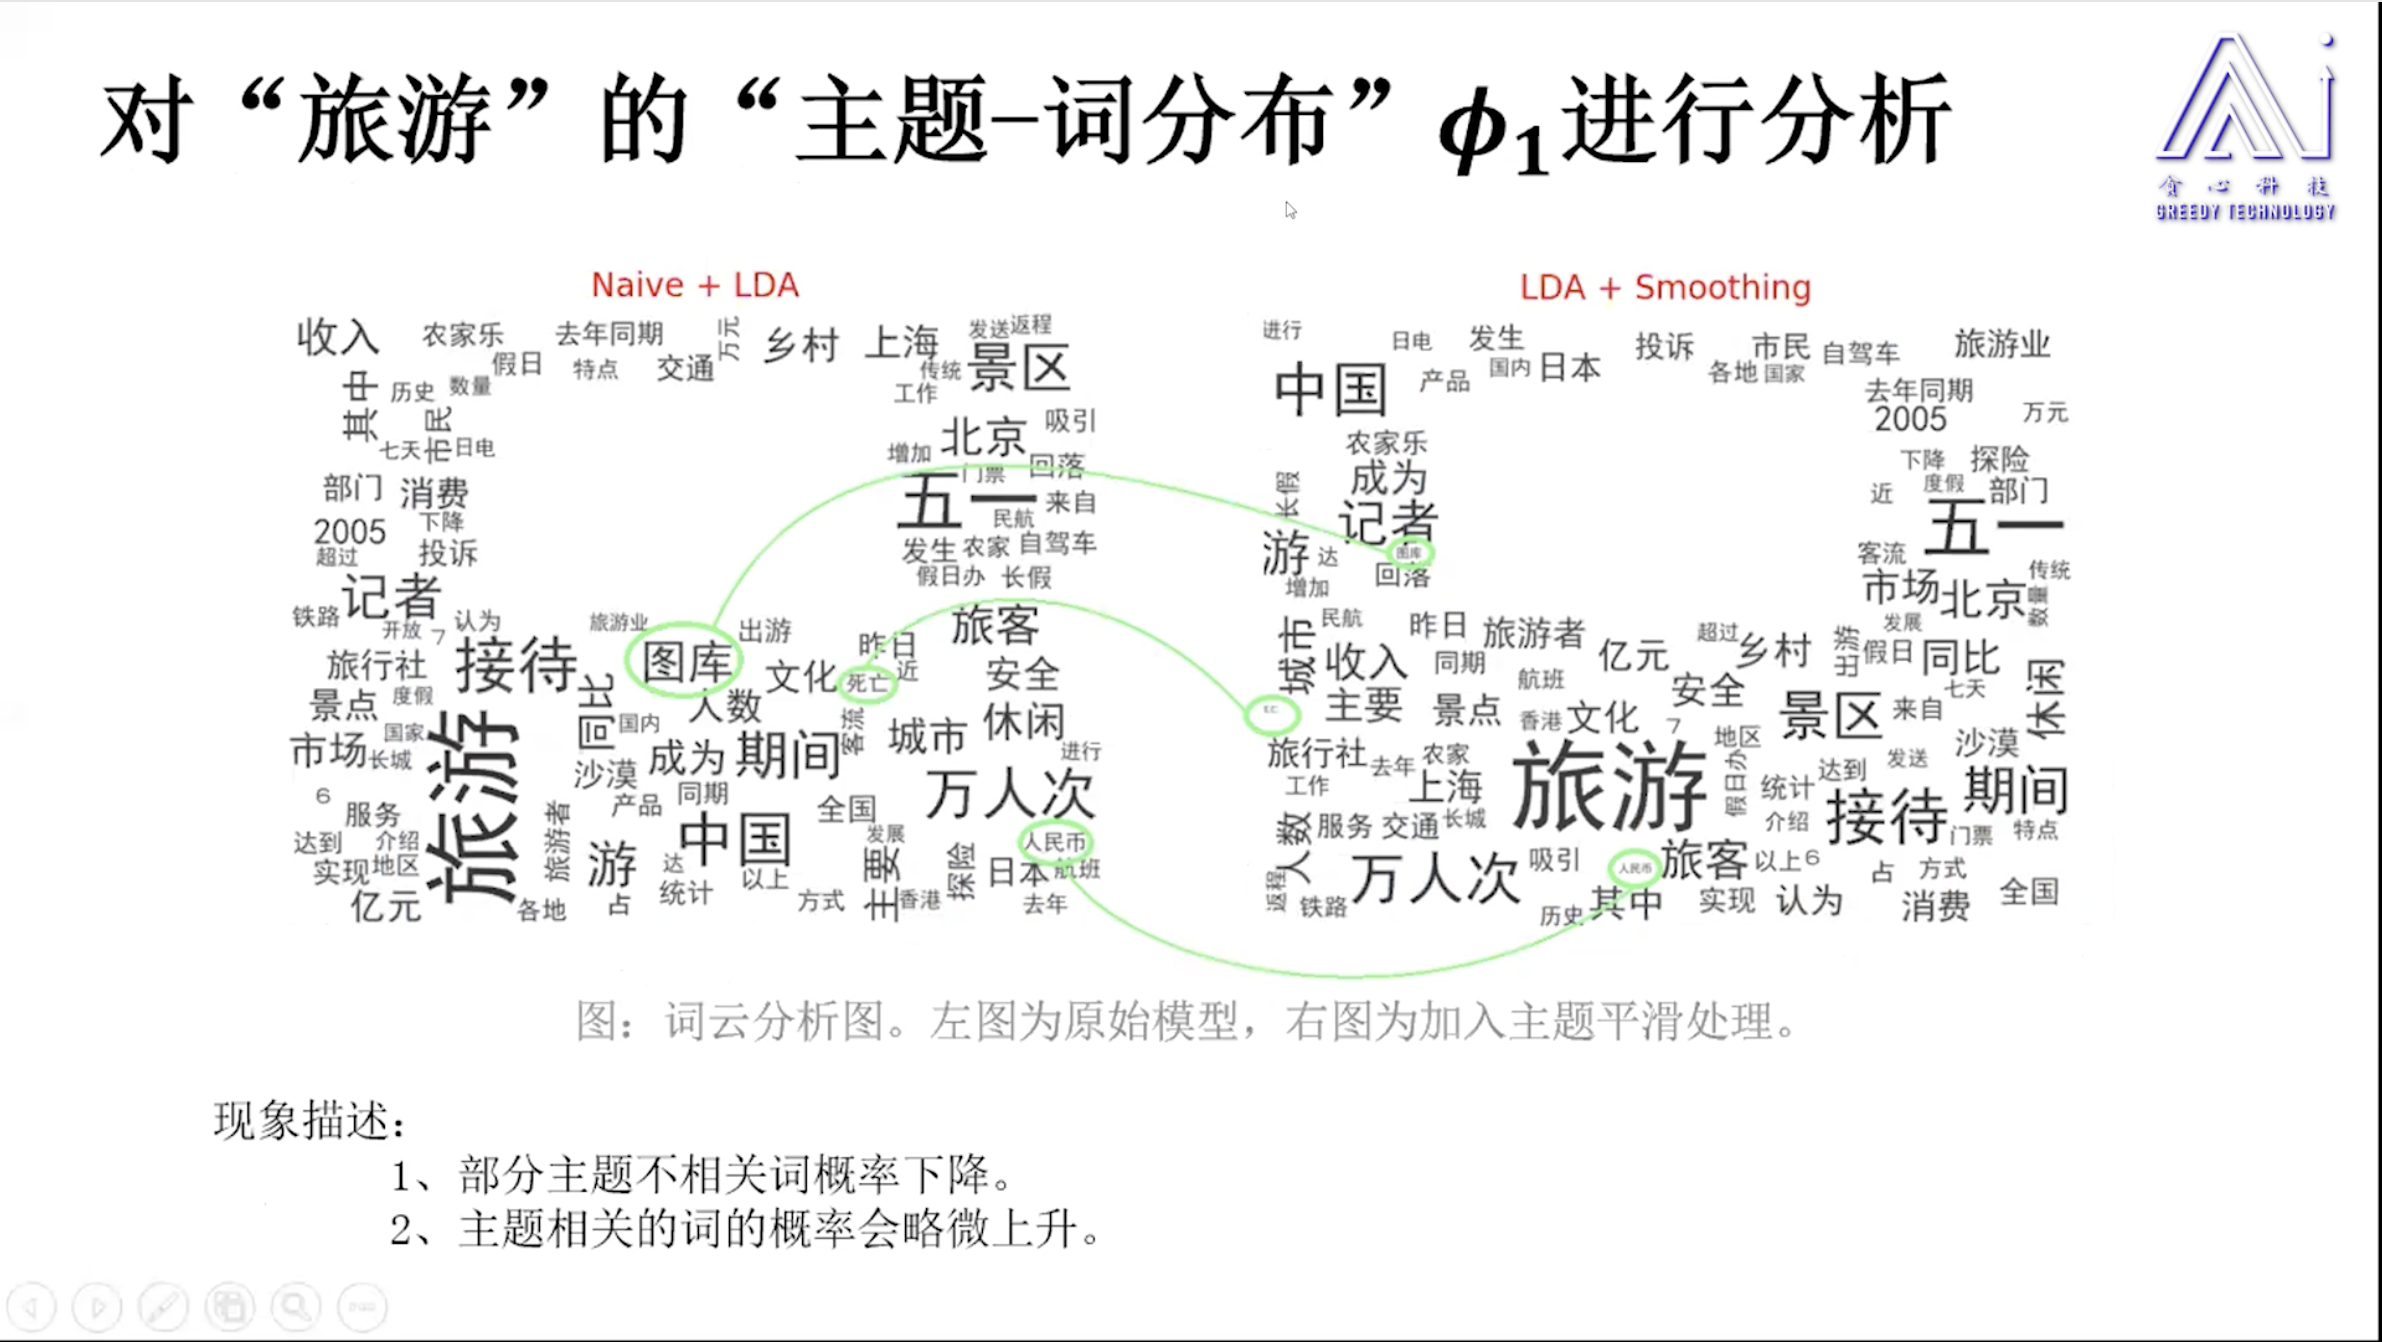 对“旅游”的“主题-词分布”ϕ1进行分析
贪心科技
GREEDY TECHNOLOGY
Naive + LDA
收入 农家乐 去年同期 万元 乡村 上海 发送 返程
假日 特点 交通 传统 景区
其中 历史 数量 工作
市民 北京 吸引
七天 日电 增加 门票 回落
部门 消费 五一 来自
2005 下降 民航
超过 投诉 发生 农家 自驾车
记者 假日办 长假
铁路 开放 7 认为 旅游业 出游 旅客
旅行社 接待 图库 昨日 近
同比 文化 死亡 安全
景点 度假 人数 客流 休闲
国家 国内 城市
市场 长城 旅游 成为 期间 进行
沙漠 万人次
6 服务 旅游者 产品 同期 全国
达到 介绍 中国 发展 人民币
实现 地区 游 达 主要 探险 日本 航班
亿元 各地 占 统计 以上 方式 香港 去年
LDA + Smoothing
进行 日电 发生 投诉 市民 自驾车 旅游业
中国 产品 国内 日本 各地 国家 去年同期
2005 万元
农家乐 下降 探险
长假 成为 近 度假 部门
记者 五一
游 达 图库 客流 传统
增加 回落 市场 北京 数量
城市 民航 昨日 旅游者 亿元 超过 乡村 出游 发展
收入 同期 假日 同比 休闲
主要 景点 航班 安全 景区 来自 七天
香港 文化 7 地区 沙漠
旅行社 去年 农家 旅游 假日办 达到 发送
工作 上海 统计 接待 期间
人数 服务 交通 长城 介绍 门票 特点
返程 万人次 吸引 人民币 旅客 以上 6 占 方式
铁路 历史 其中 实现 认为 消费 全国
图：词云分析图。左图为原始模型，右图为加入主题平滑处理。
现象描述：
1、部分主题不相关词概率下降。
2、主题相关的词的概率会略微上升。